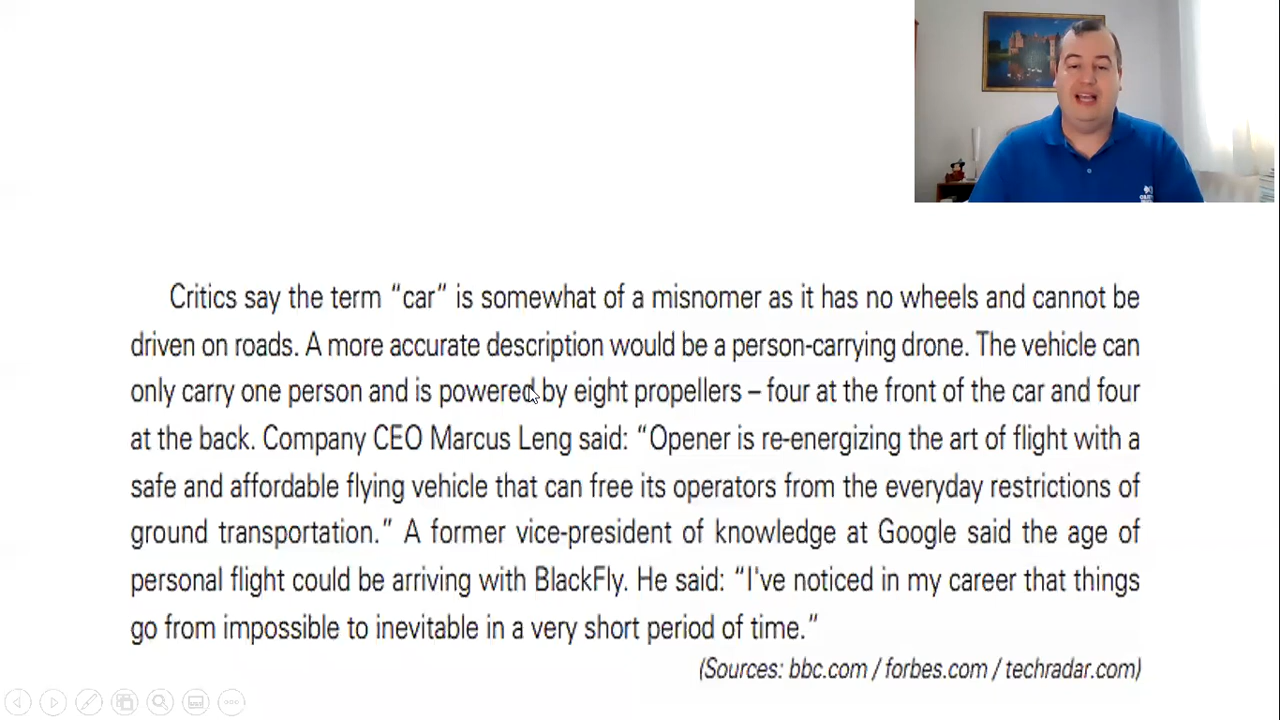 Critics say the term “car” is somewhat of a misnomer as it has no wheels and cannot be
driven on roads. A more accurate description would be a person-carrying drone. The vehicle can
only carry one person and is powered by eight propellers – four at the front of the car and four
at the back. Company CEO Marcus Leng said: “Opener is re-energizing the art of flight with a
safe and affordable flying vehicle that can free its operators from the everyday restrictions of
ground transportation.” A former vice-president of knowledge at Google said the age of
personal flight could be arriving with BlackFly. He said: “I've noticed in my career that things
go from impossible to inevitable in a very short period of time.”
(Sources: bbc.com / forbes.com / techradar.com)